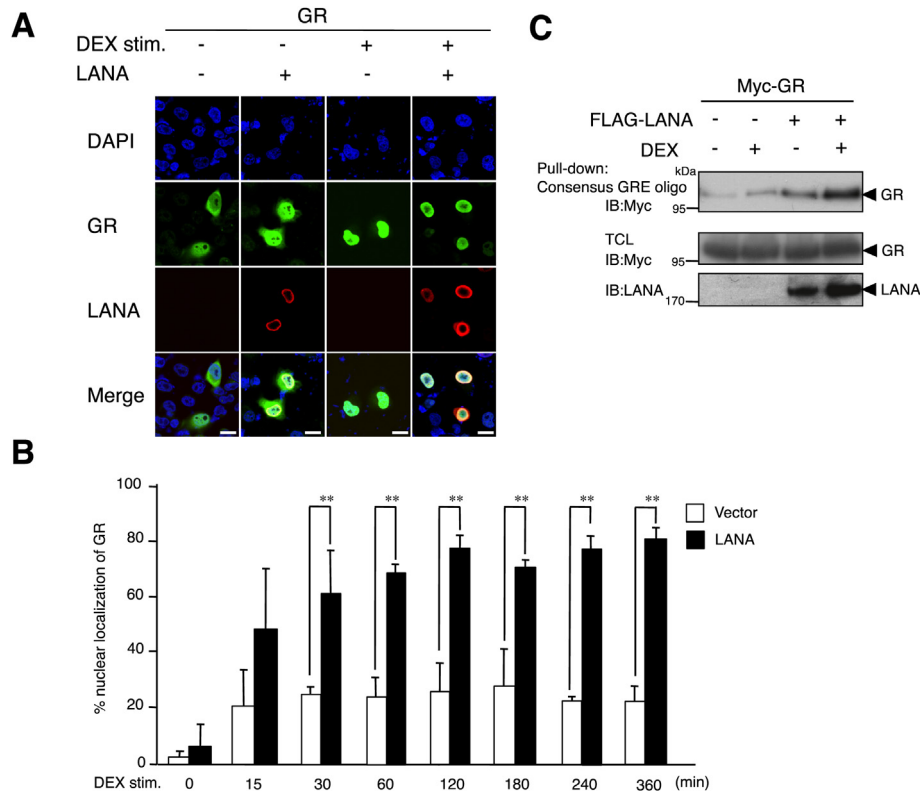 A
GR
DEX stim. - - + +
LANA - + - +
DAPI
GR
LANA
Merge
C
Myc-GR
FLAG-LANA - - + +
DEX - + - +
Pull-down: kDa
Consensus GRE oligo
IB:Myc 95 GR
TCL
IB:Myc 95 GR
IB:LANA 170 LANA
B
% nuclear localization of GR
100
80
60
40
20
0
** ** ** ** ** **
Vector
LANA
DEX stim. 0 15 30 60 120 180 240 360 (min)